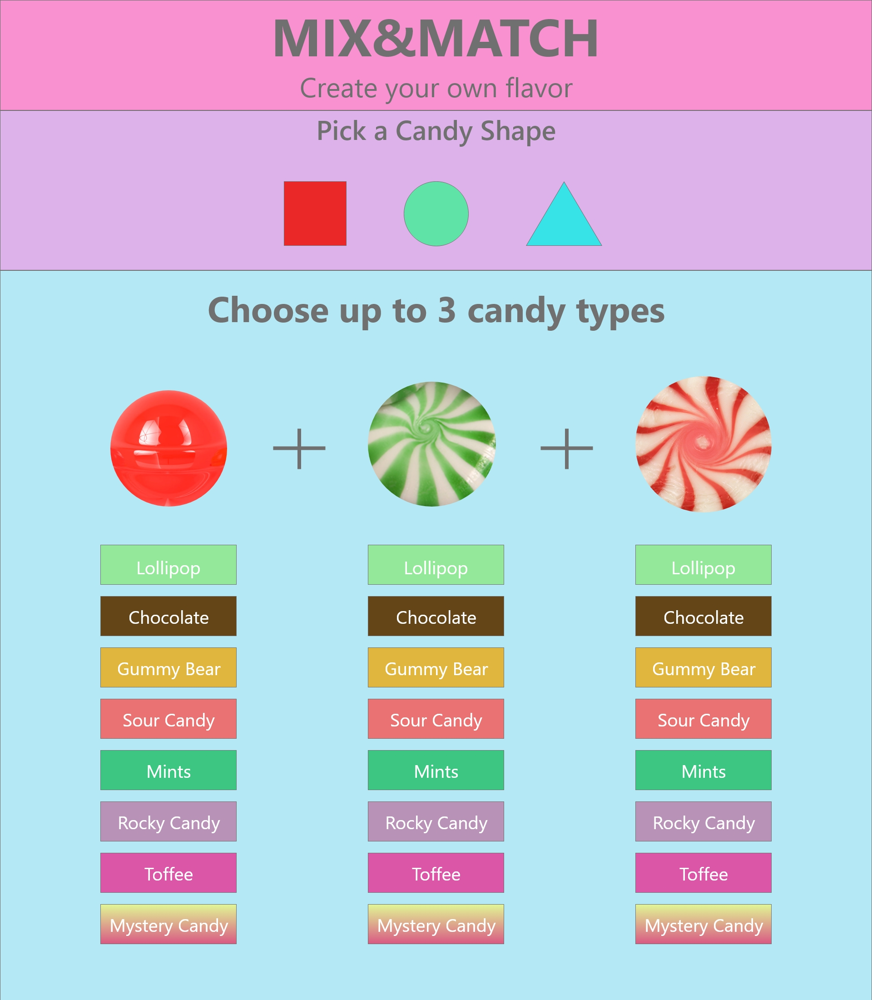 MIX&MATCH
Create your own flavor
Pick a Candy Shape
Choose up to 3 candy types
Lollipop
Lollipop
Lollipop
Chocolate
Chocolate
Chocolate
Gummy Bear
Gummy Bear
Gummy Bear
Sour Candy
Sour Candy
Sour Candy
Mints
Mints
Mints
Rocky Candy
Rocky Candy
Rocky Candy
Toffee
Toffee
Toffee
Mystery Candy
Mystery Candy
Mystery Candy